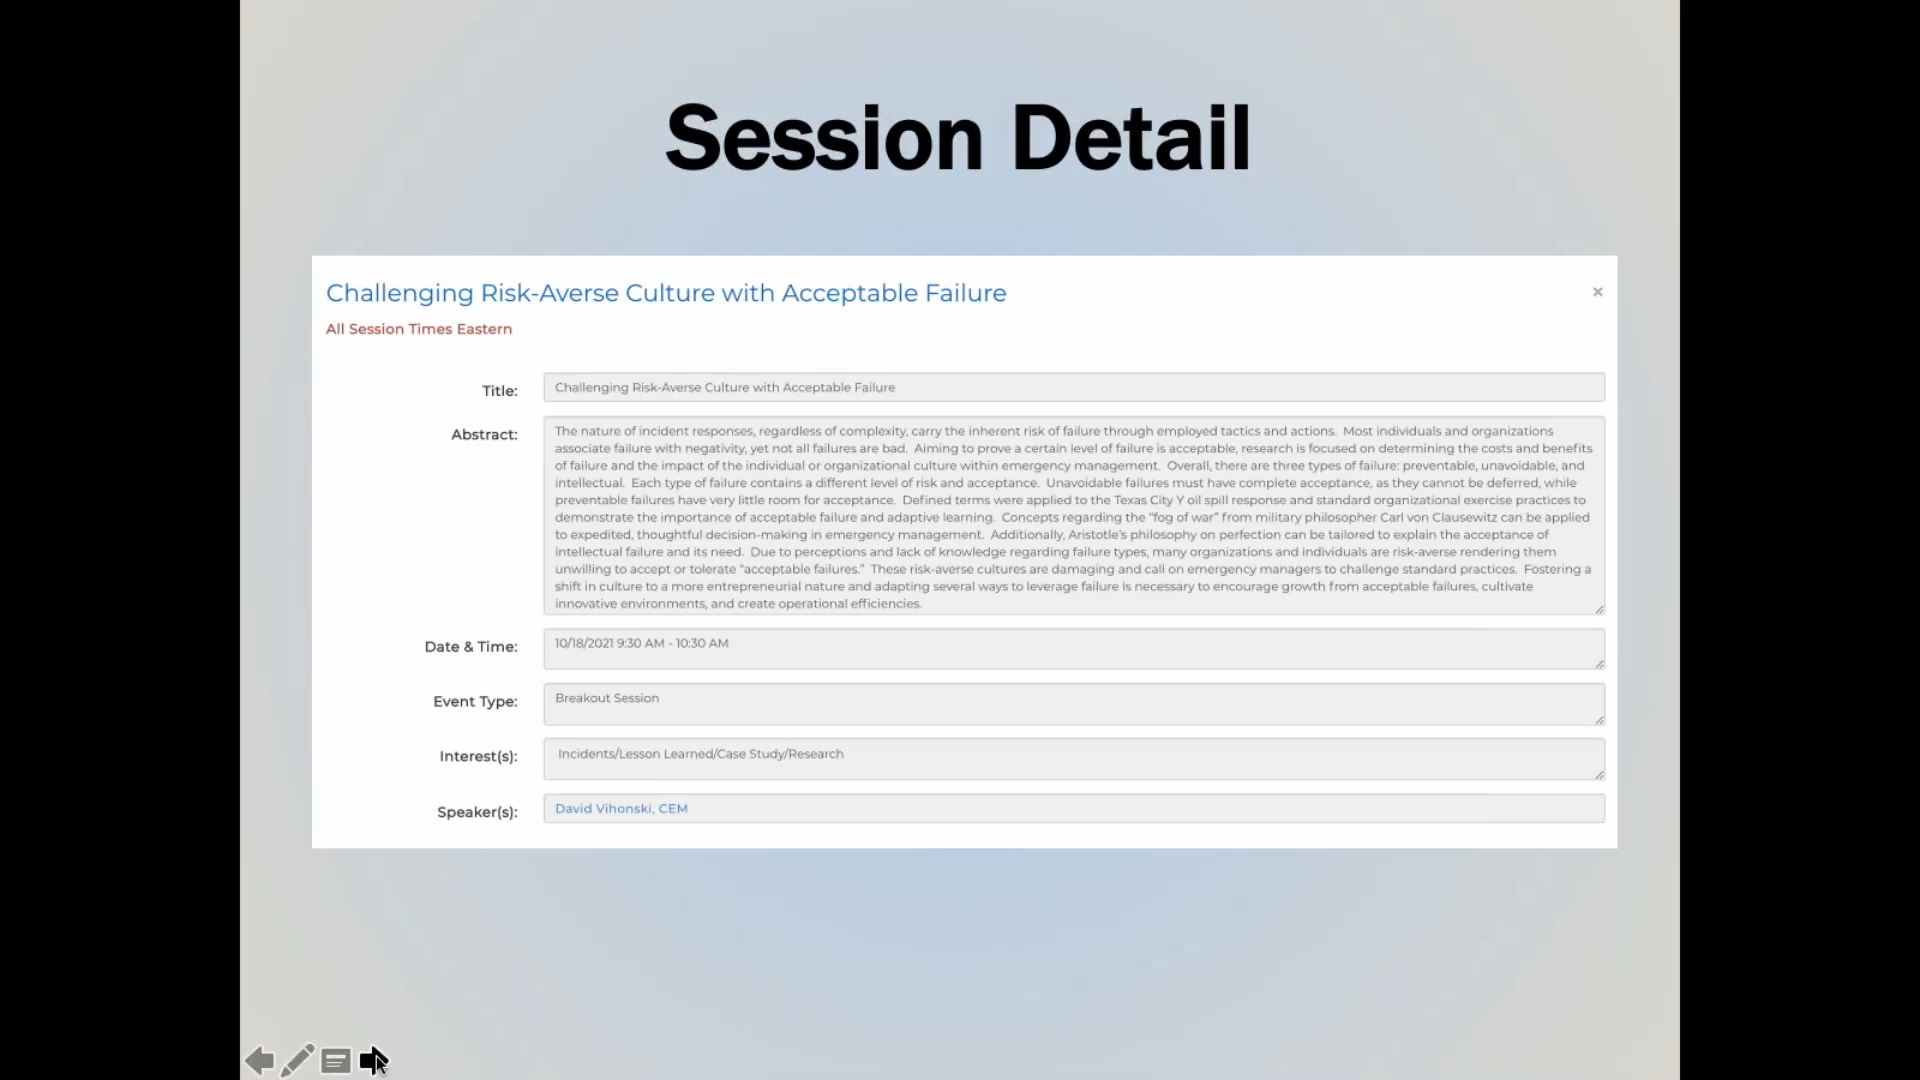 Session Detail
Challenging Risk-Averse Culture with Acceptable Failure
×
All Session Times Eastern
Title:
Challenging Risk-Averse Culture with Acceptable Failure
Abstract:
The nature of incident responses, regardless of complexity, carry the inherent risk of failure through employed tactics and actions. Most individuals and organizations
associate failure with negativity, yet not all failures are bad. Aiming to prove a certain level of failure is acceptable, research is focused on determining the costs and benefits
of failure and the impact of the individual or organizational culture within emergency management. Overall, there are three types of failure: preventable, unavoidable, and
intellectual. Each type of failure contains a different level of risk and acceptance. Unavoidable failures must have complete acceptance, as they cannot be deferred, while
preventable failures have very little room for acceptance. Defined terms were applied to the Texas City Y oil spill response and standard organizational exercise practices to
demonstrate the importance of acceptable failure and adaptive learning. Concepts regarding the “fog of war” from military philosopher Carl von Clausewitz can be applied
to expedited, thoughtful decision-making in emergency management. Additionally, Aristotle’s philosophy on perfection can be tailored to explain the acceptance of
intellectual failure and its need. Due to perceptions and lack of knowledge regarding failure types, many organizations and individuals are risk-averse rendering them
unwilling to accept or tolerate “acceptable failures.” These risk-averse cultures are damaging and call on emergency managers to challenge standard practices. Fostering a
shift in culture to a more entrepreneurial nature and adapting several ways to leverage failure is necessary to encourage growth from acceptable failures, cultivate
innovative environments, and create operational efficiencies.
Date & Time:
10/18/2021 9:30 AM - 10:30 AM
Event Type:
Breakout Session
Interest(s):
Incidents/Lesson Learned/Case Study/Research
Speaker(s):
David Vihonski, CEM